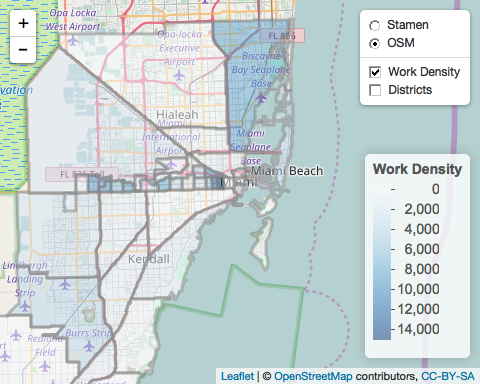 +
−
Opa Locka
West Airport
Opa-locka
Executive
Airport
FL 856
Biscayne
Bay Seaplane
Base
Hialeah
Miami
International
Airport
Miami
Seaplane
Base
FL 836 Toll
Miami Beach
Miami
Kendall
Lindbergh
Landing
Strip
Burrs Strip
Redland
Field
Homestead
Stamen
OSM
Work Density
Districts
Work Density
0
2,000
4,000
6,000
8,000
10,000
12,000
14,000
Leaflet | © OpenStreetMap contributors, CC-BY-SA